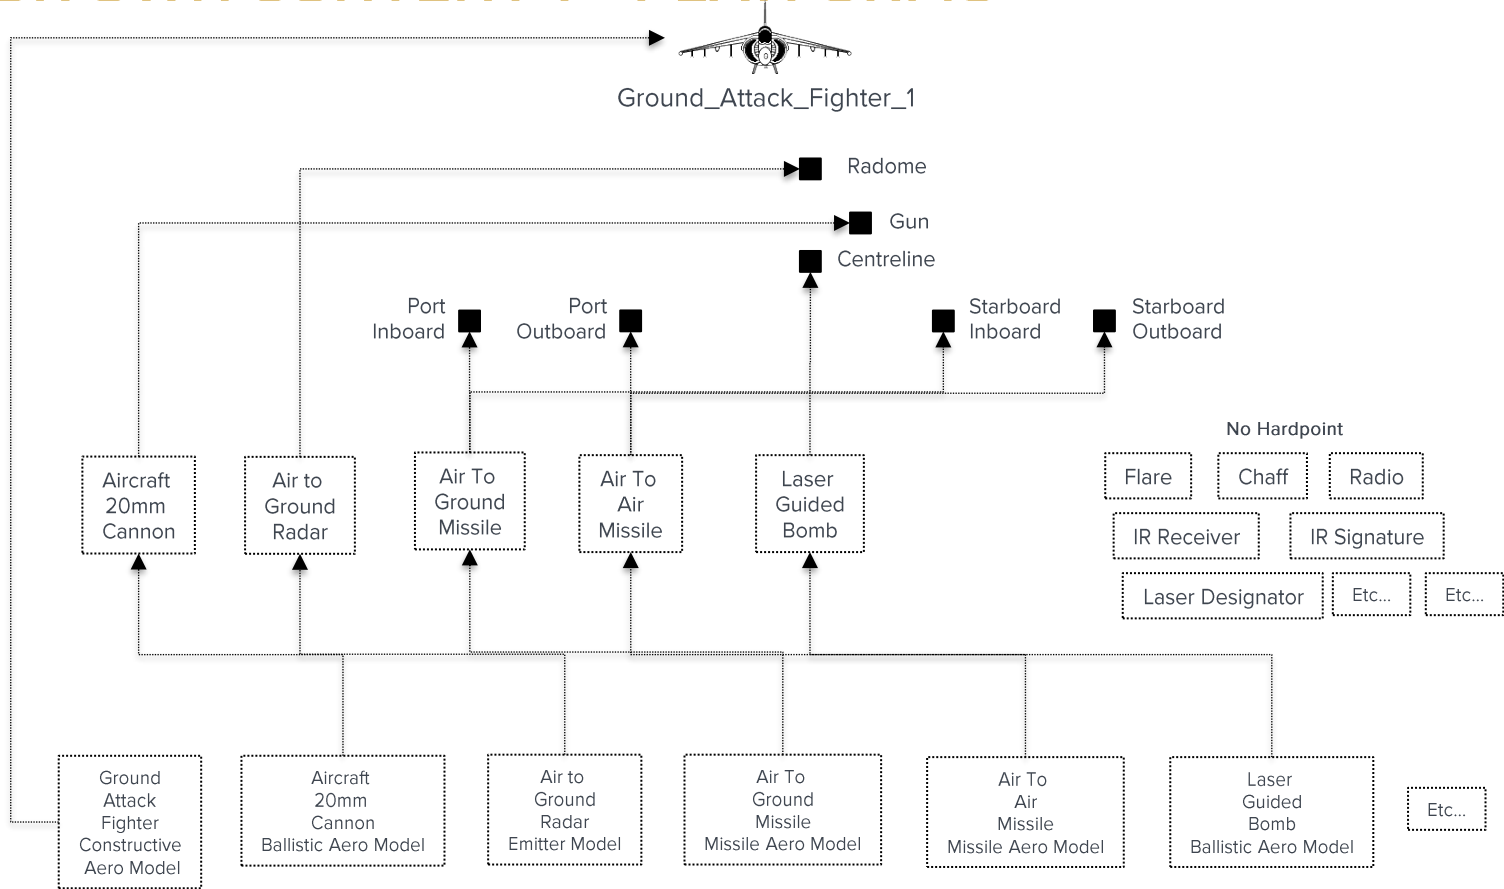 Ground_Attack_Fighter_1
Radome
Gun
Centreline
Port
Inboard
Port
Outboard
Starboard
Inboard
Starboard
Outboard
No Hardpoint
Flare
Chaff
Radio
IR Receiver
IR Signature
Laser Designator
Etc...
Etc...
Aircraft
20mm
Cannon
Air to
Ground
Radar
Air To
Ground
Missile
Air To
Air
Missile
Laser
Guided
Bomb
Ground
Attack
Fighter
Constructive
Aero Model
Aircraft
20mm
Cannon
Ballistic Aero Model
Air to
Ground
Radar
Emitter Model
Air To
Ground
Missile
Missile Aero Model
Air To
Air
Missile
Missile Aero Model
Laser
Guided
Bomb
Ballistic Aero Model
Etc...